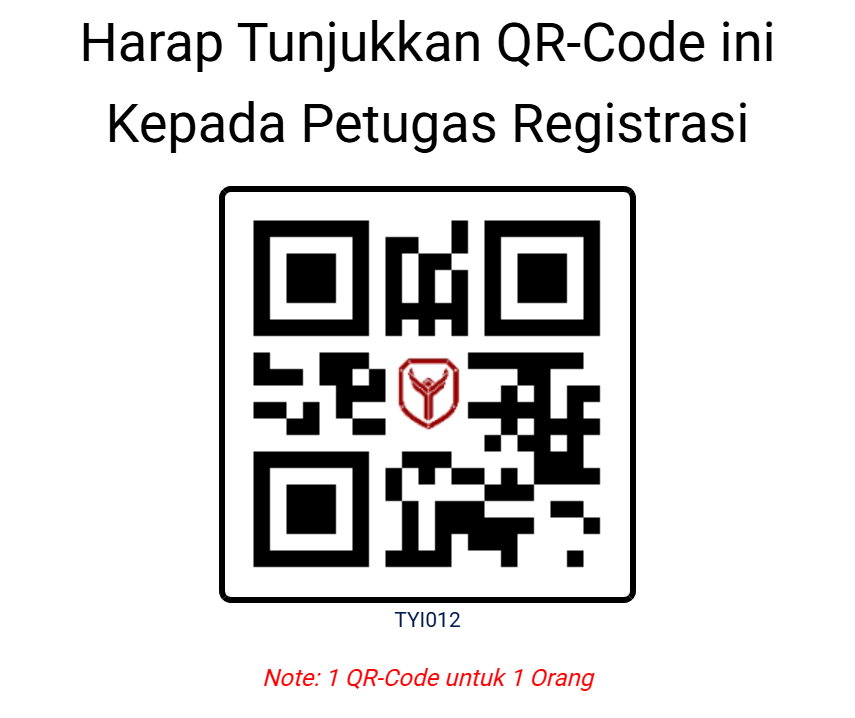 Harap Tunjukkan QR-Code ini
Kepada Petugas Registrasi
TYI012
Note: 1 QR-Code untuk 1 Orang